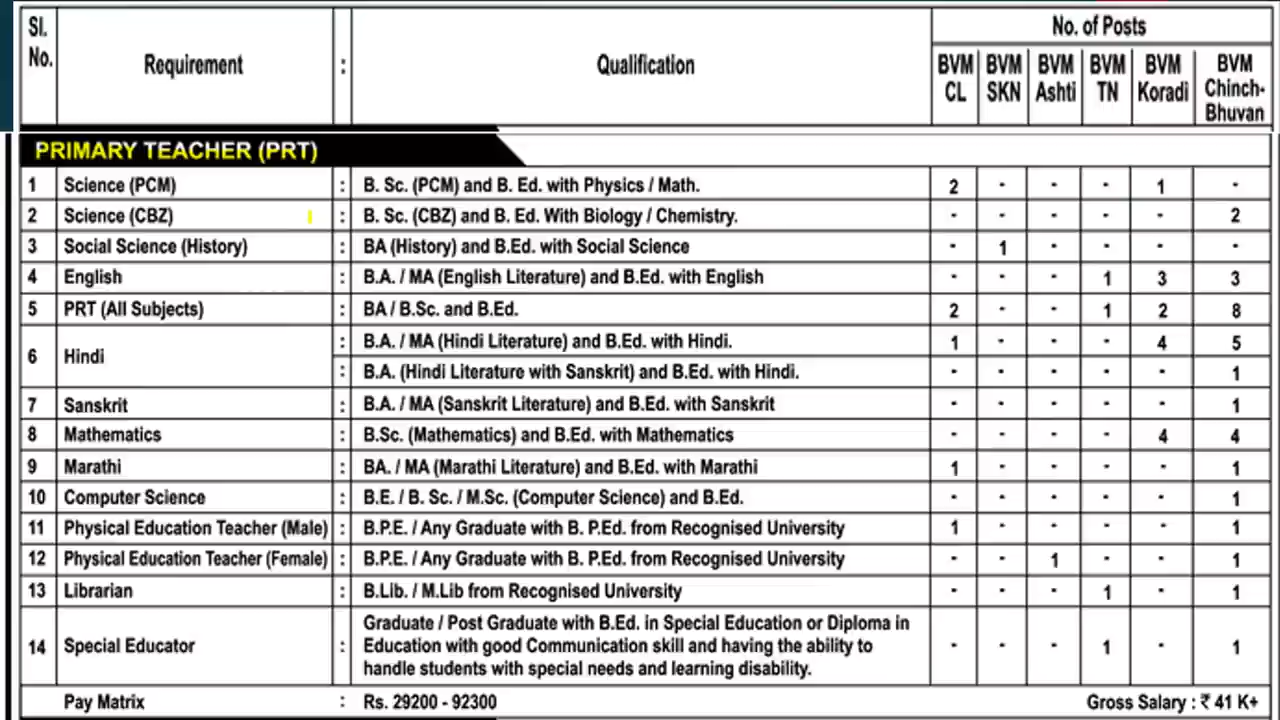 Sl. No. Requirement : Qualification No. of Posts
BVM CL BVM SKN BVM Ashti BVM TN BVM Koradi BVM Chinch-Bhuvan
PRIMARY TEACHER (PRT)
1 Science (PCM) : B. Sc. (PCM) and B. Ed. with Physics / Math. 2 - - - 1 -
2 Science (CBZ) : B. Sc. (CBZ) and B. Ed. With Biology / Chemistry. - - - - - 2
3 Social Science (History) : BA (History) and B.Ed. with Social Science - 1 - - - -
4 English : B.A. / MA (English Literature) and B.Ed. with English - - - 1 3 3
5 PRT (All Subjects) : BA / B.Sc. and B.Ed. 2 - - 1 2 8
6 Hindi : B.A. / MA (Hindi Literature) and B.Ed. with Hindi. 1 - - - 4 5
: B.A. (Hindi Literature with Sanskrit) and B.Ed. with Hindi. - - - - - 1
7 Sanskrit : B.A. / MA (Sanskrit Literature) and B.Ed. with Sanskrit - - - - - 1
8 Mathematics : B.Sc. (Mathematics) and B.Ed. with Mathematics - - - - 4 4
9 Marathi : BA. / MA (Marathi Literature) and B.Ed. with Marathi 1 - - - - 1
10 Computer Science : B.E. / B. Sc. / M.Sc. (Computer Science) and B.Ed. - - - - - 1
11 Physical Education Teacher (Male) : B.P.E. / Any Graduate with B. P.Ed. from Recognised University 1 - - - - 1
12 Physical Education Teacher (Female) : B.P.E. / Any Graduate with B. P.Ed. from Recognised University - - 1 - - 1
13 Librarian : B.Lib. / M.Lib from Recognised University - - - 1 - 1
14 Special Educator : Graduate / Post Graduate with B.Ed. in Special Education or Diploma in
Education with good Communication skill and having the ability to
handle students with special needs and learning disability. - - - 1 - 1
Pay Matrix : Rs. 29200 - 92300 Gross Salary : ₹ 41 K+